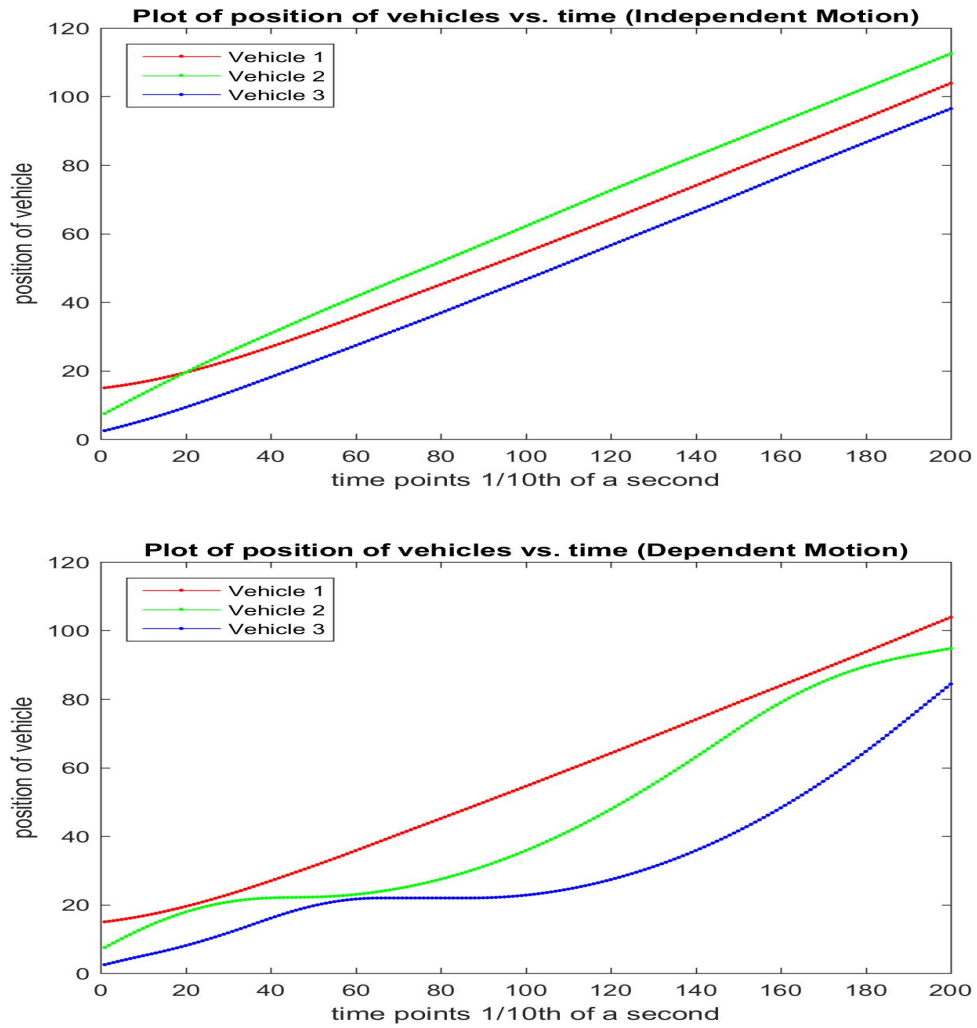 Plot of position of vehicles vs. time (Independent Motion)
120
100
80
60
40
20
0
position of vehicle
Vehicle 1
Vehicle 2
Vehicle 3
0 20 40 60 80 100 120 140 160 180 200
time points 1/10th of a second
Plot of position of vehicles vs. time (Dependent Motion)
120
100
80
60
40
20
0
position of vehicle
Vehicle 1
Vehicle 2
Vehicle 3
0 20 40 60 80 100 120 140 160 180 200
time points 1/10th of a second